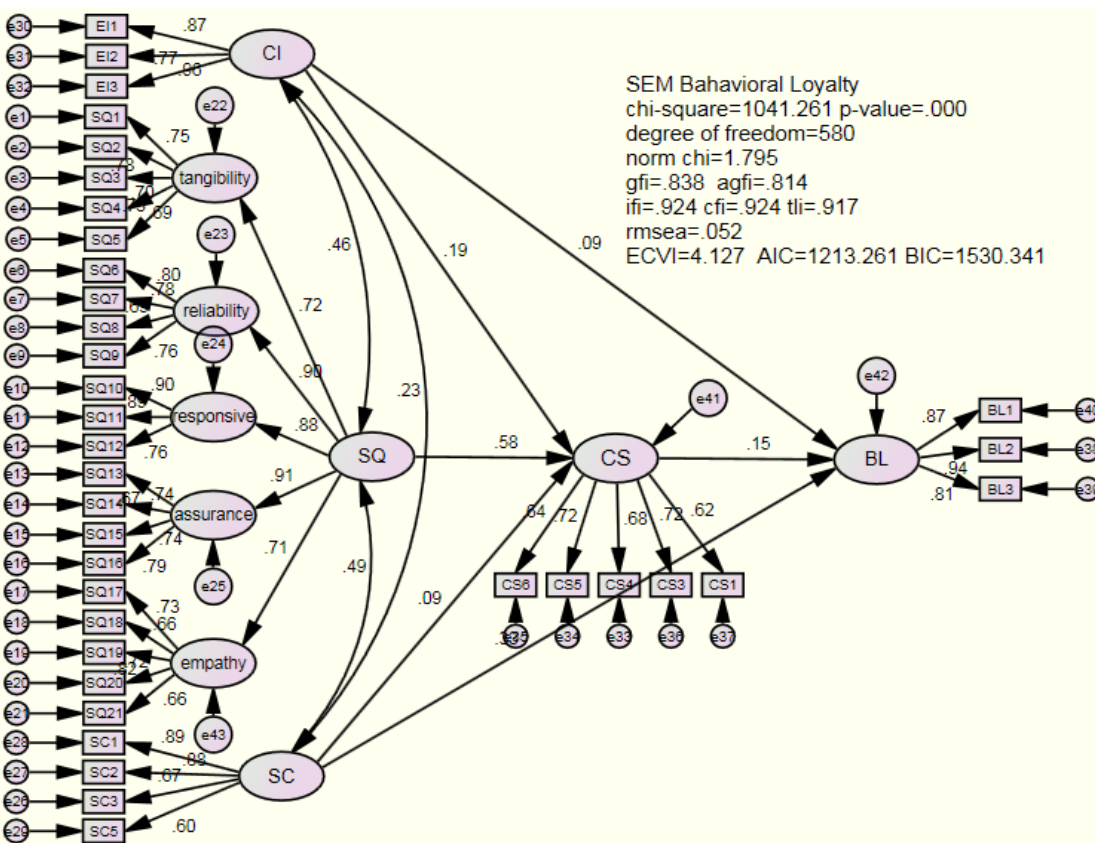 SEM Bahavioral Loyalty
chi-square=1041.261 p-value=.000
degree of freedom=580
norm chi=1.795
gfi=.838 agfi=.814
ifi=.924 cfi=.924 tli=.917
rmsea=.052
ECVI=4.127 AIC=1213.261 BIC=1530.341
e30 EI1 .87
e31 EI2 .77
e32 EI3
CI
e22
e1 SQ1 .75
e2 SQ2
e3 SQ3
e4 SQ4 .70
e5 SQ5 .69
tangibility
e23
e6 SQ6 .80
e7 SQ7 .78
e8 SQ8
e9 SQ9 .76
reliability
e24
e10 SQ10 .90
e11 SQ11
e12 SQ12 .76
responsive
e13 SQ13 .74
e14 SQ14
e15 SQ15 .74
e16 SQ16 .79
assurance
e25
e17 SQ17 .73
e18 SQ18 .66
e19 SQ19
e20 SQ20
e21 SQ21 .66
empathy
e43
e28 SC1 .89
e27 SC2 .88
e26 SC3 .67
e29 SC5 .60
SC
.46
.19
.09
.72
.90
.23
.88
SQ
.58
CS
e41
.15
BL
e42
.91
.71
.49
.09
.64 .72 .68 .72 .62
CS6 CS5 CS4 CS3 CS1
e34 e33 e36 e37
.87 BL1
.94 BL2
.81 BL3